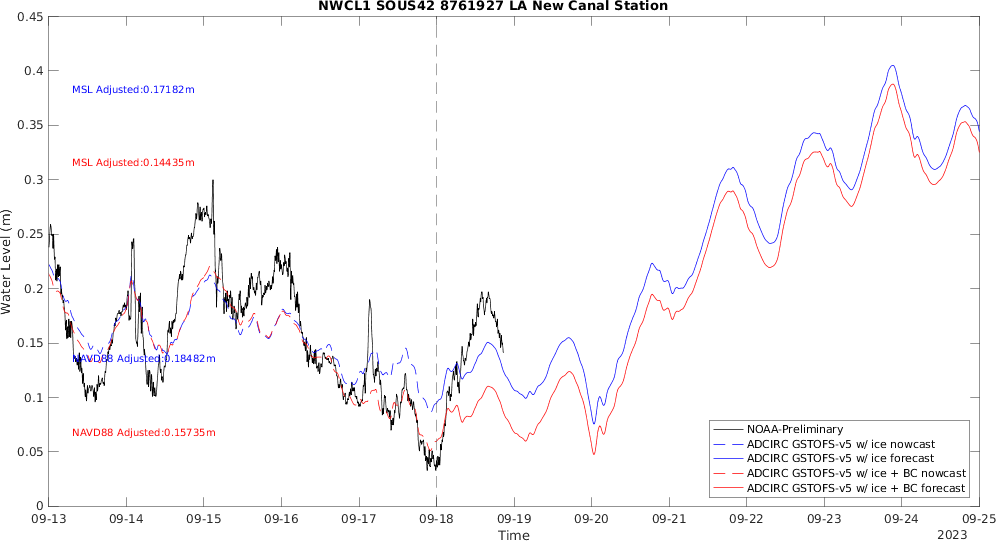 NWCL1 SOUS42 8761927 LA New Canal Station
0.45
0.4
0.35
0.3
0.25
0.2
0.15
0.1
0.05
0
Water Level (m)
MSL Adjusted:0.17182m
MSL Adjusted:0.14435m
NAVD88 Adjusted:0.18482m
NAVD88 Adjusted:0.15735m
NOAA-Preliminary
ADCIRC GSTOFS-v5 w/ ice nowcast
ADCIRC GSTOFS-v5 w/ ice forecast
ADCIRC GSTOFS-v5 w/ ice + BC nowcast
ADCIRC GSTOFS-v5 w/ ice + BC forecast
09-13 09-14 09-15 09-16 09-17 09-18 09-19 09-20 09-21 09-22 09-23 09-24 09-25
Time
2023